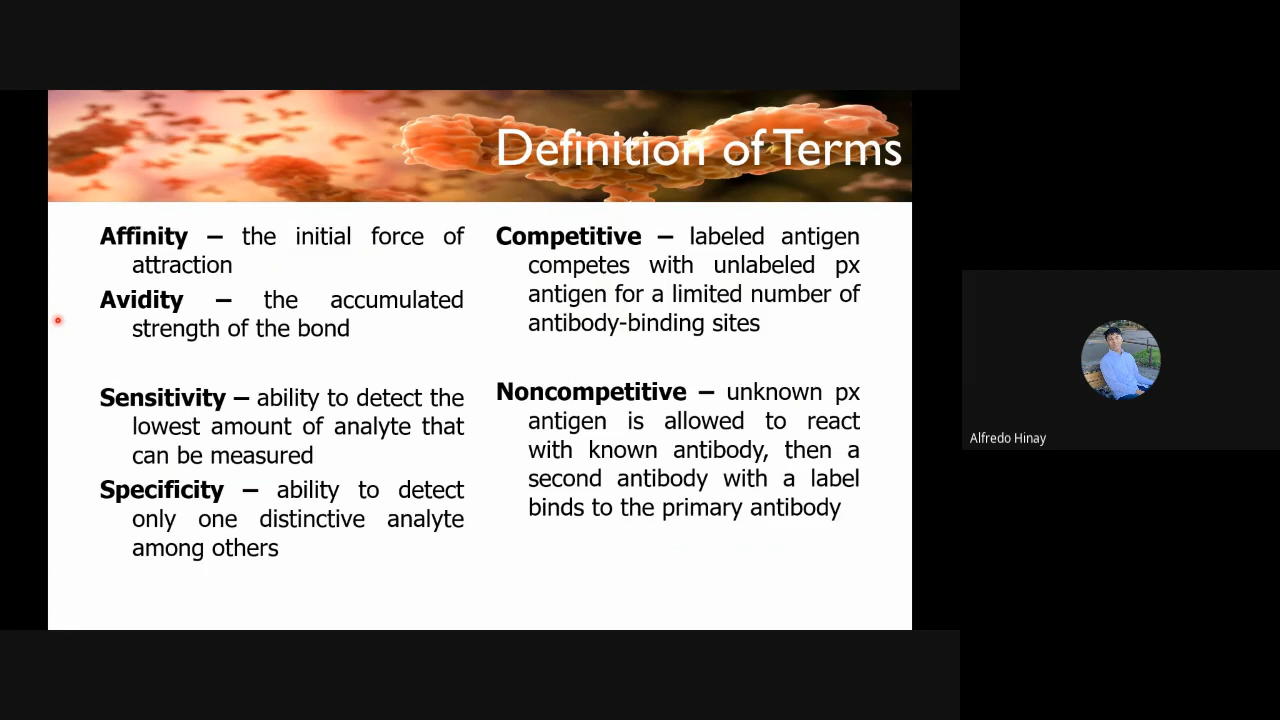 Definition of Terms
Affinity – the initial force of
attraction
Avidity – the accumulated
strength of the bond
Sensitivity – ability to detect the
lowest amount of analyte that
can be measured
Specificity – ability to detect
only one distinctive analyte
among others
Competitive – labeled antigen
competes with unlabeled px
antigen for a limited number of
antibody-binding sites
Noncompetitive – unknown px
antigen is allowed to react
with known antibody, then a
second antibody with a label
binds to the primary antibody
Alfredo Hinay